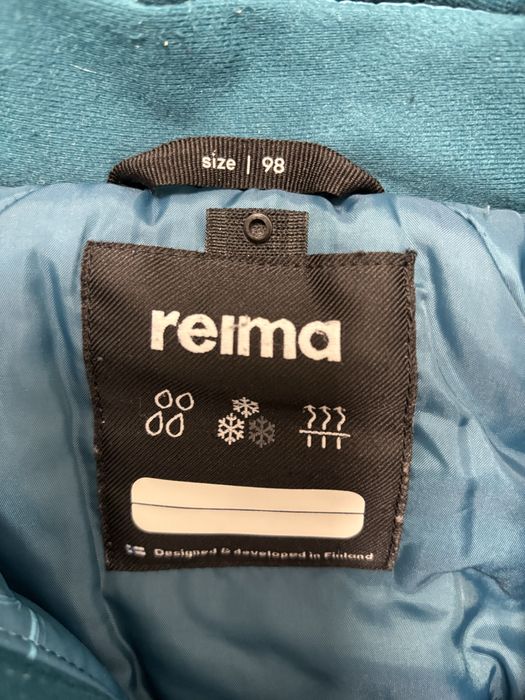 size | 98
reima
Designed & developed in Finland